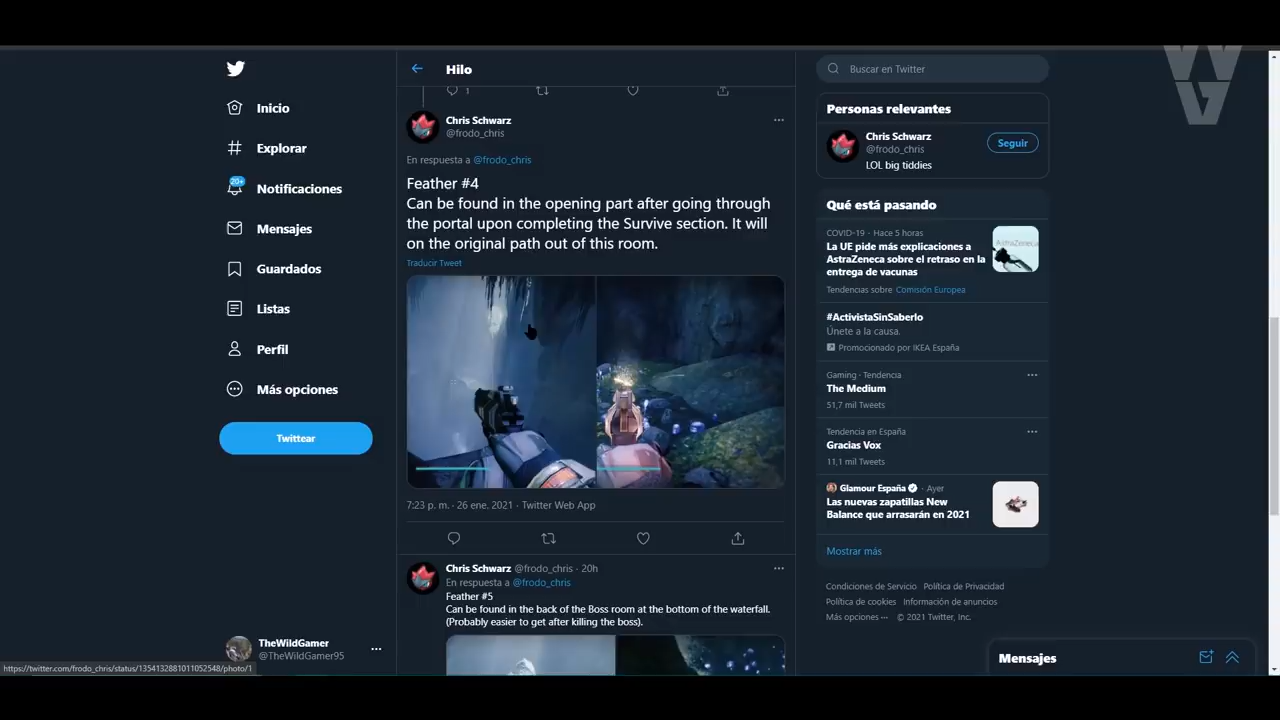 Inicio
Explorar
20+
Notificaciones
Mensajes
Guardados
Listas
Perfil
Más opciones
Twittear
TheWildGamer
@TheWildGamer95
https://twitter.com/frodo_chris/status/1354132881011052548/photo/1
Hilo
1
Chris Schwarz
@frodo_chris
En respuesta a @frodo_chris
Feather #4
Can be found in the opening part after going through
the portal upon completing the Survive section. It will
on the original path out of this room.
Traducir Tweet
7:23 p. m. · 26 ene. 2021 · Twitter Web App
Chris Schwarz @frodo_chris · 20h
En respuesta a @frodo_chris
Feather #5
Can be found in the back of the Boss room at the bottom of the waterfall.
(Probably easier to get after killing the boss).
Buscar en Twitter
Personas relevantes
Chris Schwarz
@frodo_chris
Seguir
LOL big tiddies
Qué está pasando
COVID-19 · Hace 5 horas
La UE pide más explicaciones a
AstraZeneca sobre el retraso en la
entrega de vacunas
Tendencias sobre Comisión Europea
AstraZeneca
#ActivistaSinSaberlo
Únete a la causa.
Promocionado por IKEA España
Gaming · Tendencia
The Medium
51,7 mil Tweets
Tendencia en España
Gracias Vox
11,1 mil Tweets
Glamour España · Ayer
Las nuevas zapatillas New
Balance que arrasarán en 2021
Mostrar más
Condiciones de Servicio Política de Privacidad
Política de cookies Información de anuncios
Más opciones ··· © 2021 Twitter, Inc.
Mensajes
WG